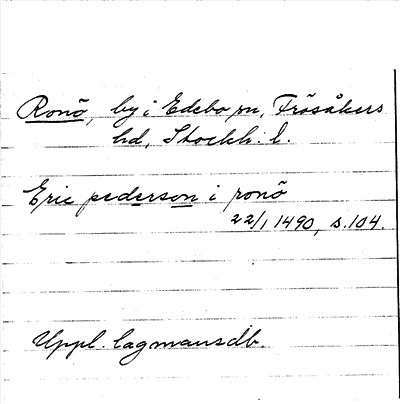 Ronö, by i Edebo sn, Frösåkers
hd, Stockh. l.
Eric pederson i ronö
22/1 1490, s. 104.
Uppl. lagmansdb.